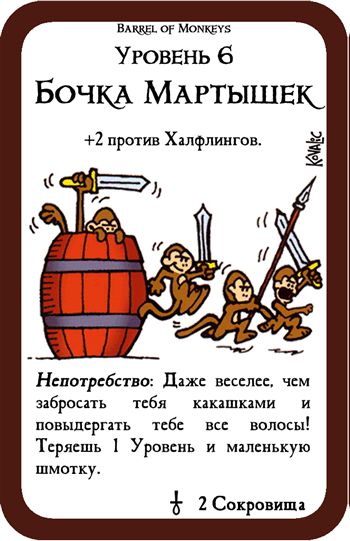 Barrel of Monkeys
Уровень 6
Бочка Мартышек
+2 против Халфлингов.
Kovalic
Непотребство: Даже веселее, чем
забросать тебя какашками и
повыдергать тебе все волосы!
Теряешь 1 Уровень и маленькую
шмотку.
2 Сокровища